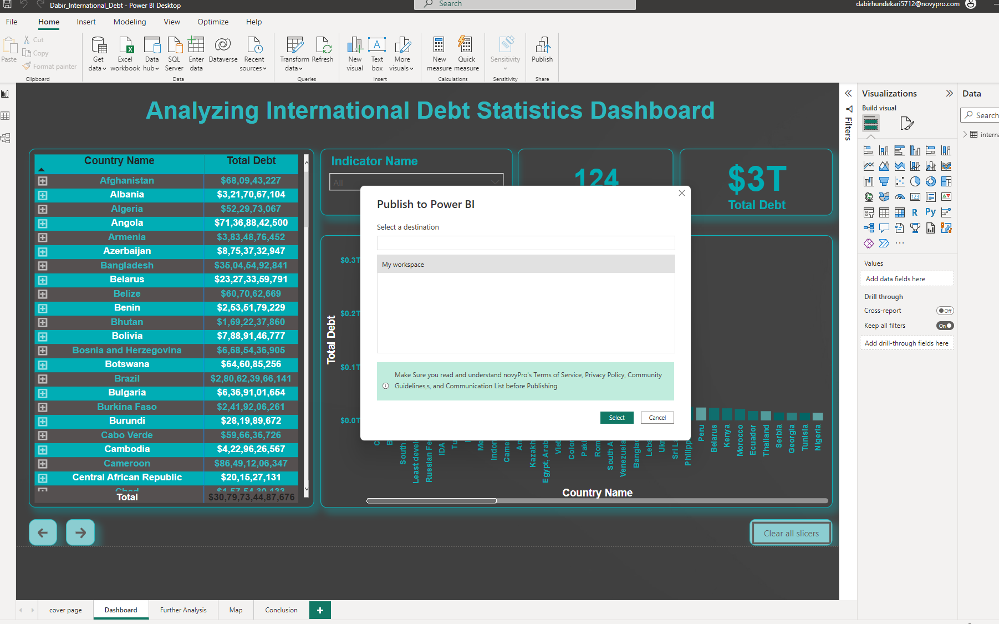 Dabir_International_Debt - Power BI Desktop
Search
dabirhundekari5712@novypro.com
File
Home
Insert
Modeling
View
Optimize
Help
Paste
Cut
Copy
Format painter
Clipboard
Get data
Excel workbook
Data hub
SQL Server
Enter data
Dataverse
Recent sources
Data
Transform data
Refresh
Queries
New visual
Text box
More visuals
Insert
New measure
Quick measure
Calculations
Sensitivity
Sensitivity
Publish
Share
Analyzing International Debt Statistics Dashboard
Country Name Total Debt
Afghanistan $68,09,43,227
Albania $3,21,70,67,104
Algeria $52,29,73,067
Angola $71,36,88,42,500
Armenia $3,83,48,76,452
Azerbaijan $8,75,37,32,947
Bangladesh $35,04,54,92,841
Belarus $23,27,33,59,791
Belize $60,70,62,669
Benin $2,53,51,79,229
Bhutan $1,69,22,37,860
Bolivia $7,88,91,46,777
Bosnia and Herzegovina $6,68,54,36,905
Botswana $64,60,85,256
Brazil $2,80,62,39,66,141
Bulgaria $6,36,91,01,654
Burkina Faso $2,41,92,06,261
Burundi $28,19,89,672
Cabo Verde $59,66,36,726
Cambodia $4,22,96,26,567
Cameroon $86,49,12,06,347
Central African Republic $20,15,27,131
Chad $1,57,54,30,133
Total $30,79,73,44,87,676
Indicator Name
All
124
$3T
Total Debt
Publish to Power BI
Select a destination
My workspace
Make Sure you read and understand novyPro's Terms of Service, Privacy Policy, Community
Guidelines,s, and Communication List before Publishing
Select
Cancel
Total Debt
$0.3T
$0.2T
$0.1T
$0.0T
South
Least devel
Russian Fe
IDA
Tu
Me
Indon
Camer
An
Kazakh
Egypt, Arab
Viet
Color
Paki
Rom
South A
Venezuela
Banglac
Leba
Ukr
Sri L
Philipp
Peru
Belarus
Kenya
Morocco
Ecuador
Thailand
Serbia
Georgia
Tunisia
Nigeria
Country Name
Clear all slicers
cover page
Dashboard
Further Analysis
Map
Conclusion
Filters
Visualizations
Build visual
123
R
Py
Values
Add data fields here
Drill through
Cross-report
Off
Keep all filters
On
Add drill-through fields here
Data
Search
interna